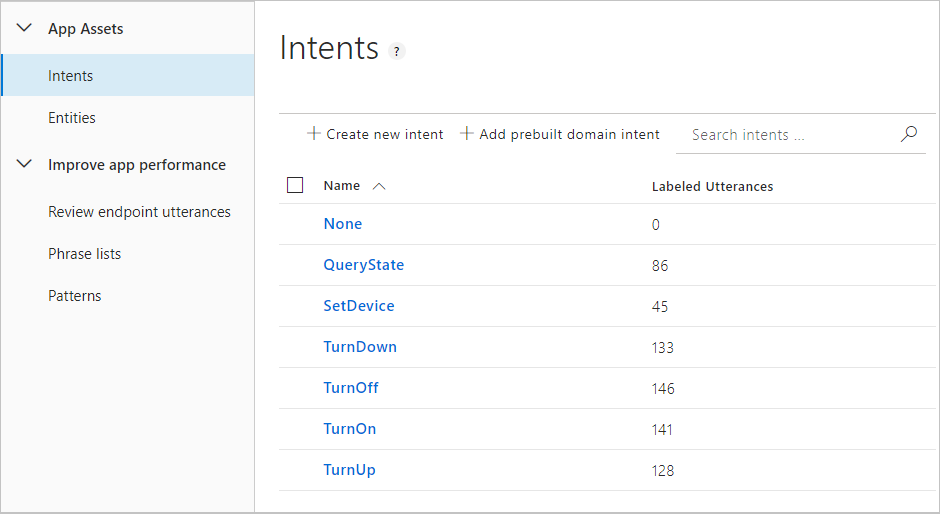 App Assets
Intents
Entities
Improve app performance
Review endpoint utterances
Phrase lists
Patterns
Intents ?
Create new intent Add prebuilt domain intent Search intents ...
Name Labeled Utterances
None 0
QueryState 86
SetDevice 45
TurnDown 133
TurnOff 146
TurnOn 141
TurnUp 128